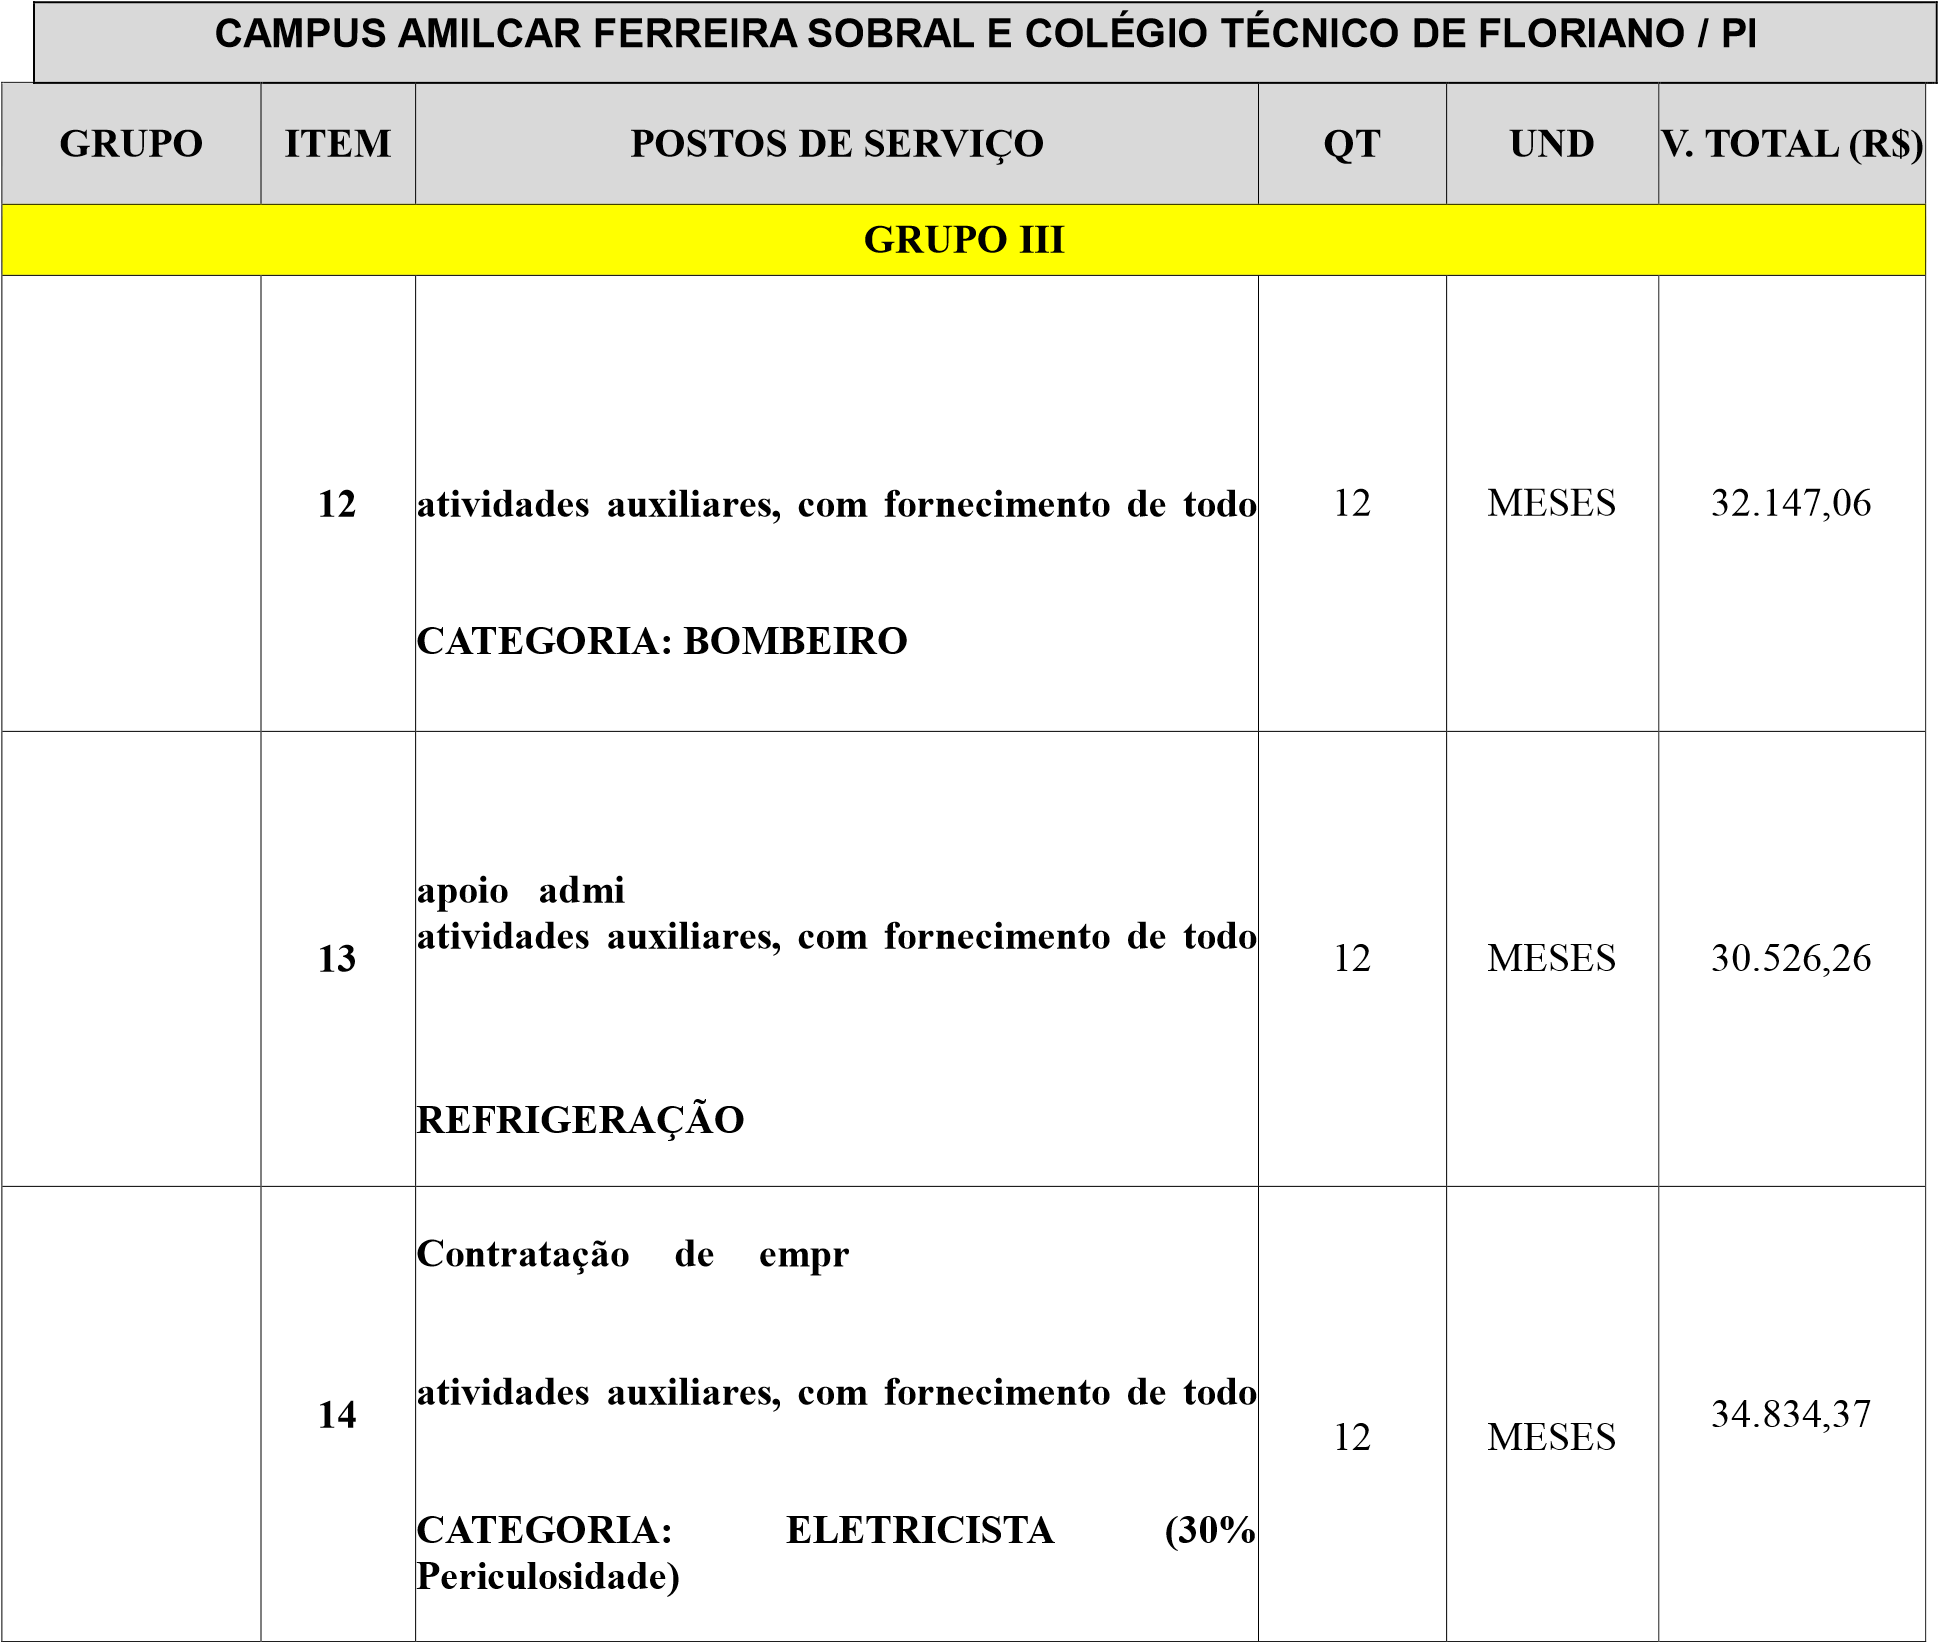 CAMPUS AMILCAR FERREIRA SOBRAL E COLÉGIO TÉCNICO DE FLORIANO / PI
GRUPO ITEM POSTOS DE SERVIÇO QT UND V. TOTAL (R$)
GRUPO III
12 atividades auxiliares, com fornecimento de todo 12 MESES 32.147,06
CATEGORIA: BOMBEIRO
apoio admi
atividades auxiliares, com fornecimento de todo
13 12 MESES 30.526,26
REFRIGERAÇÃO
Contratação de empr
atividades auxiliares, com fornecimento de todo
14 12 MESES 34.834,37
CATEGORIA: ELETRICISTA (30%
Periculosidade)